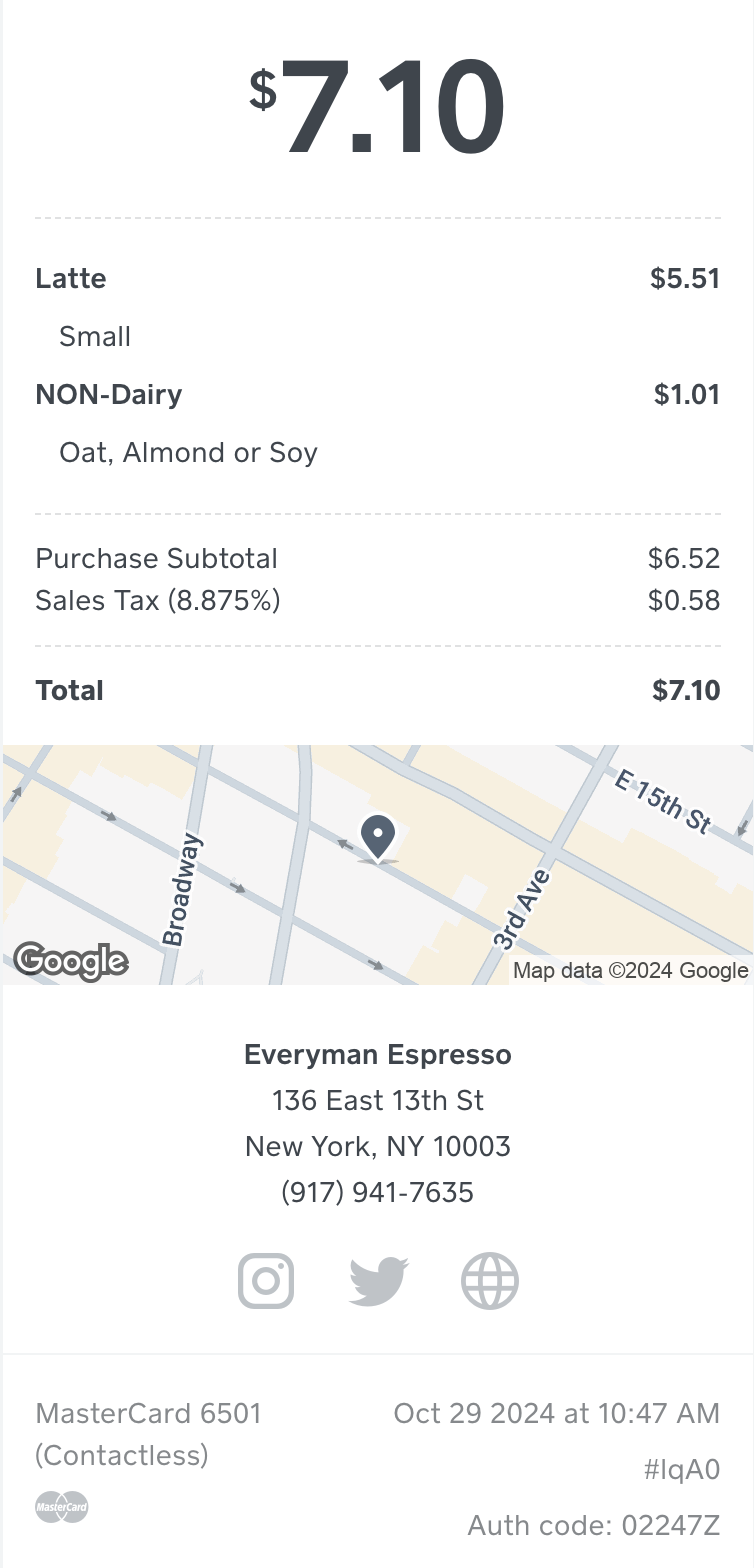 $7.10
Latte $5.51
Small
NON-Dairy $1.01
Oat, Almond or Soy
Purchase Subtotal $6.52
Sales Tax (8.875%) $0.58
Total $7.10
E 15th St
Broadway
3rd Ave
Google
Map data ©2024 Google
Everyman Espresso
136 East 13th St
New York, NY 10003
(917) 941-7635
MasterCard 6501 Oct 29 2024 at 10:47 AM
(Contactless)
#lqA0
MasterCard
Auth code: 02247Z